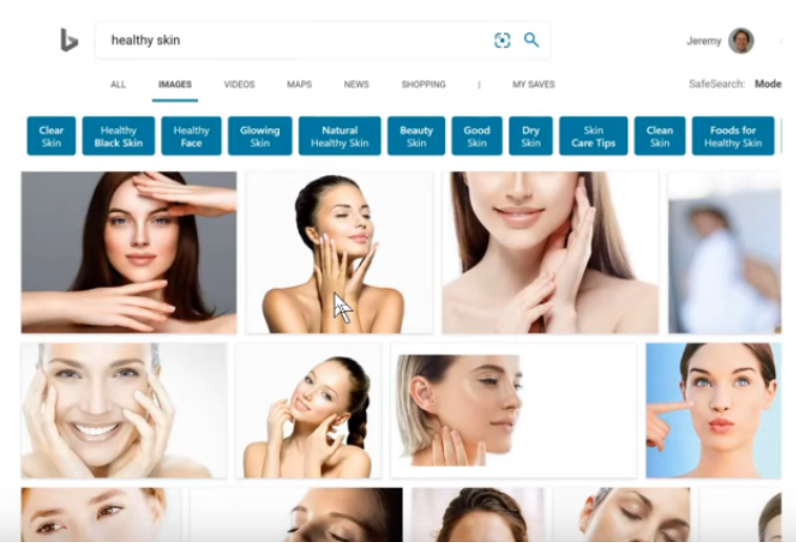 healthy skin
Jeremy
ALL IMAGES VIDEOS MAPS NEWS SHOPPING | MY SAVES SafeSearch: Mode
Clear Skin
Healthy Black Skin
Healthy Face
Glowing Skin
Natural Healthy Skin
Beauty Skin
Good Skin
Dry Skin
Skin Care Tips
Clean Skin
Foods for Healthy Skin